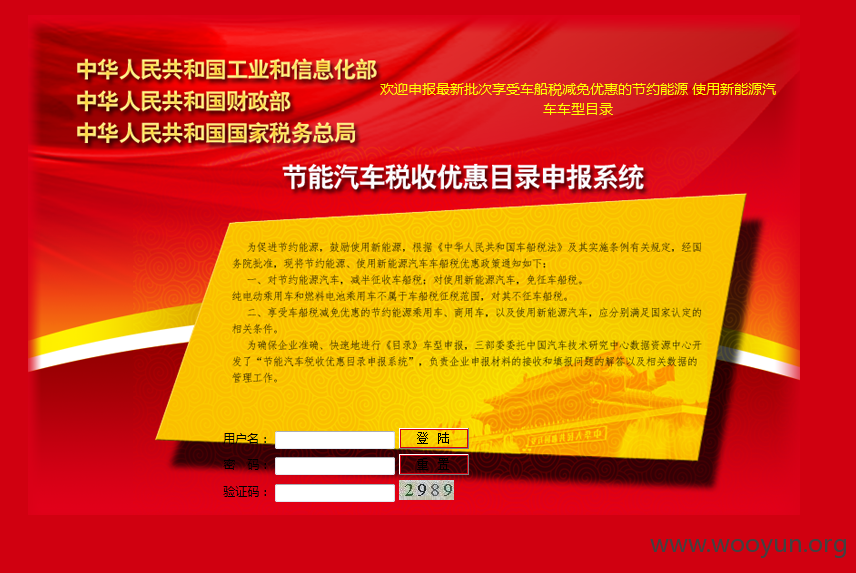 中华人民共和国工业和信息化部
中华人民共和国财政部
中华人民共和国国家税务总局
欢迎申报最新批次享受车船税减免优惠的节约能源 使用新能源汽
车车型目录
节能汽车税收优惠目录申报系统
为促进节约能源，鼓励使用新能源，根据《中华人民共和国车船税法》及其实施条例有关规定，经国
务院批准，现将节约能源、使用新能源汽车车船税优惠政策通知如下：
一、对节约能源汽车，减半征收车船税；对使用新能源汽车，免征车船税。
纯电动乘用车和燃料电池乘用车不属于车船税征税范围，对其不征车船税。
二、享受车船税减免优惠的节约能源乘用车、商用车，以及使用新能源汽车，应分别满足国家认定的
相关条件。
为确保企业准确、快速地进行《目录》车型申报，三部委委托中国汽车技术研究中心数据资源中心开
发了“节能汽车税收优惠目录申报系统”，负责企业申报材料的接收和填报问题的解答以及相关数据的
管理工作。
用户名： 登 陆
密 码： 重 置
验证码： 2989
www.wooyun.org